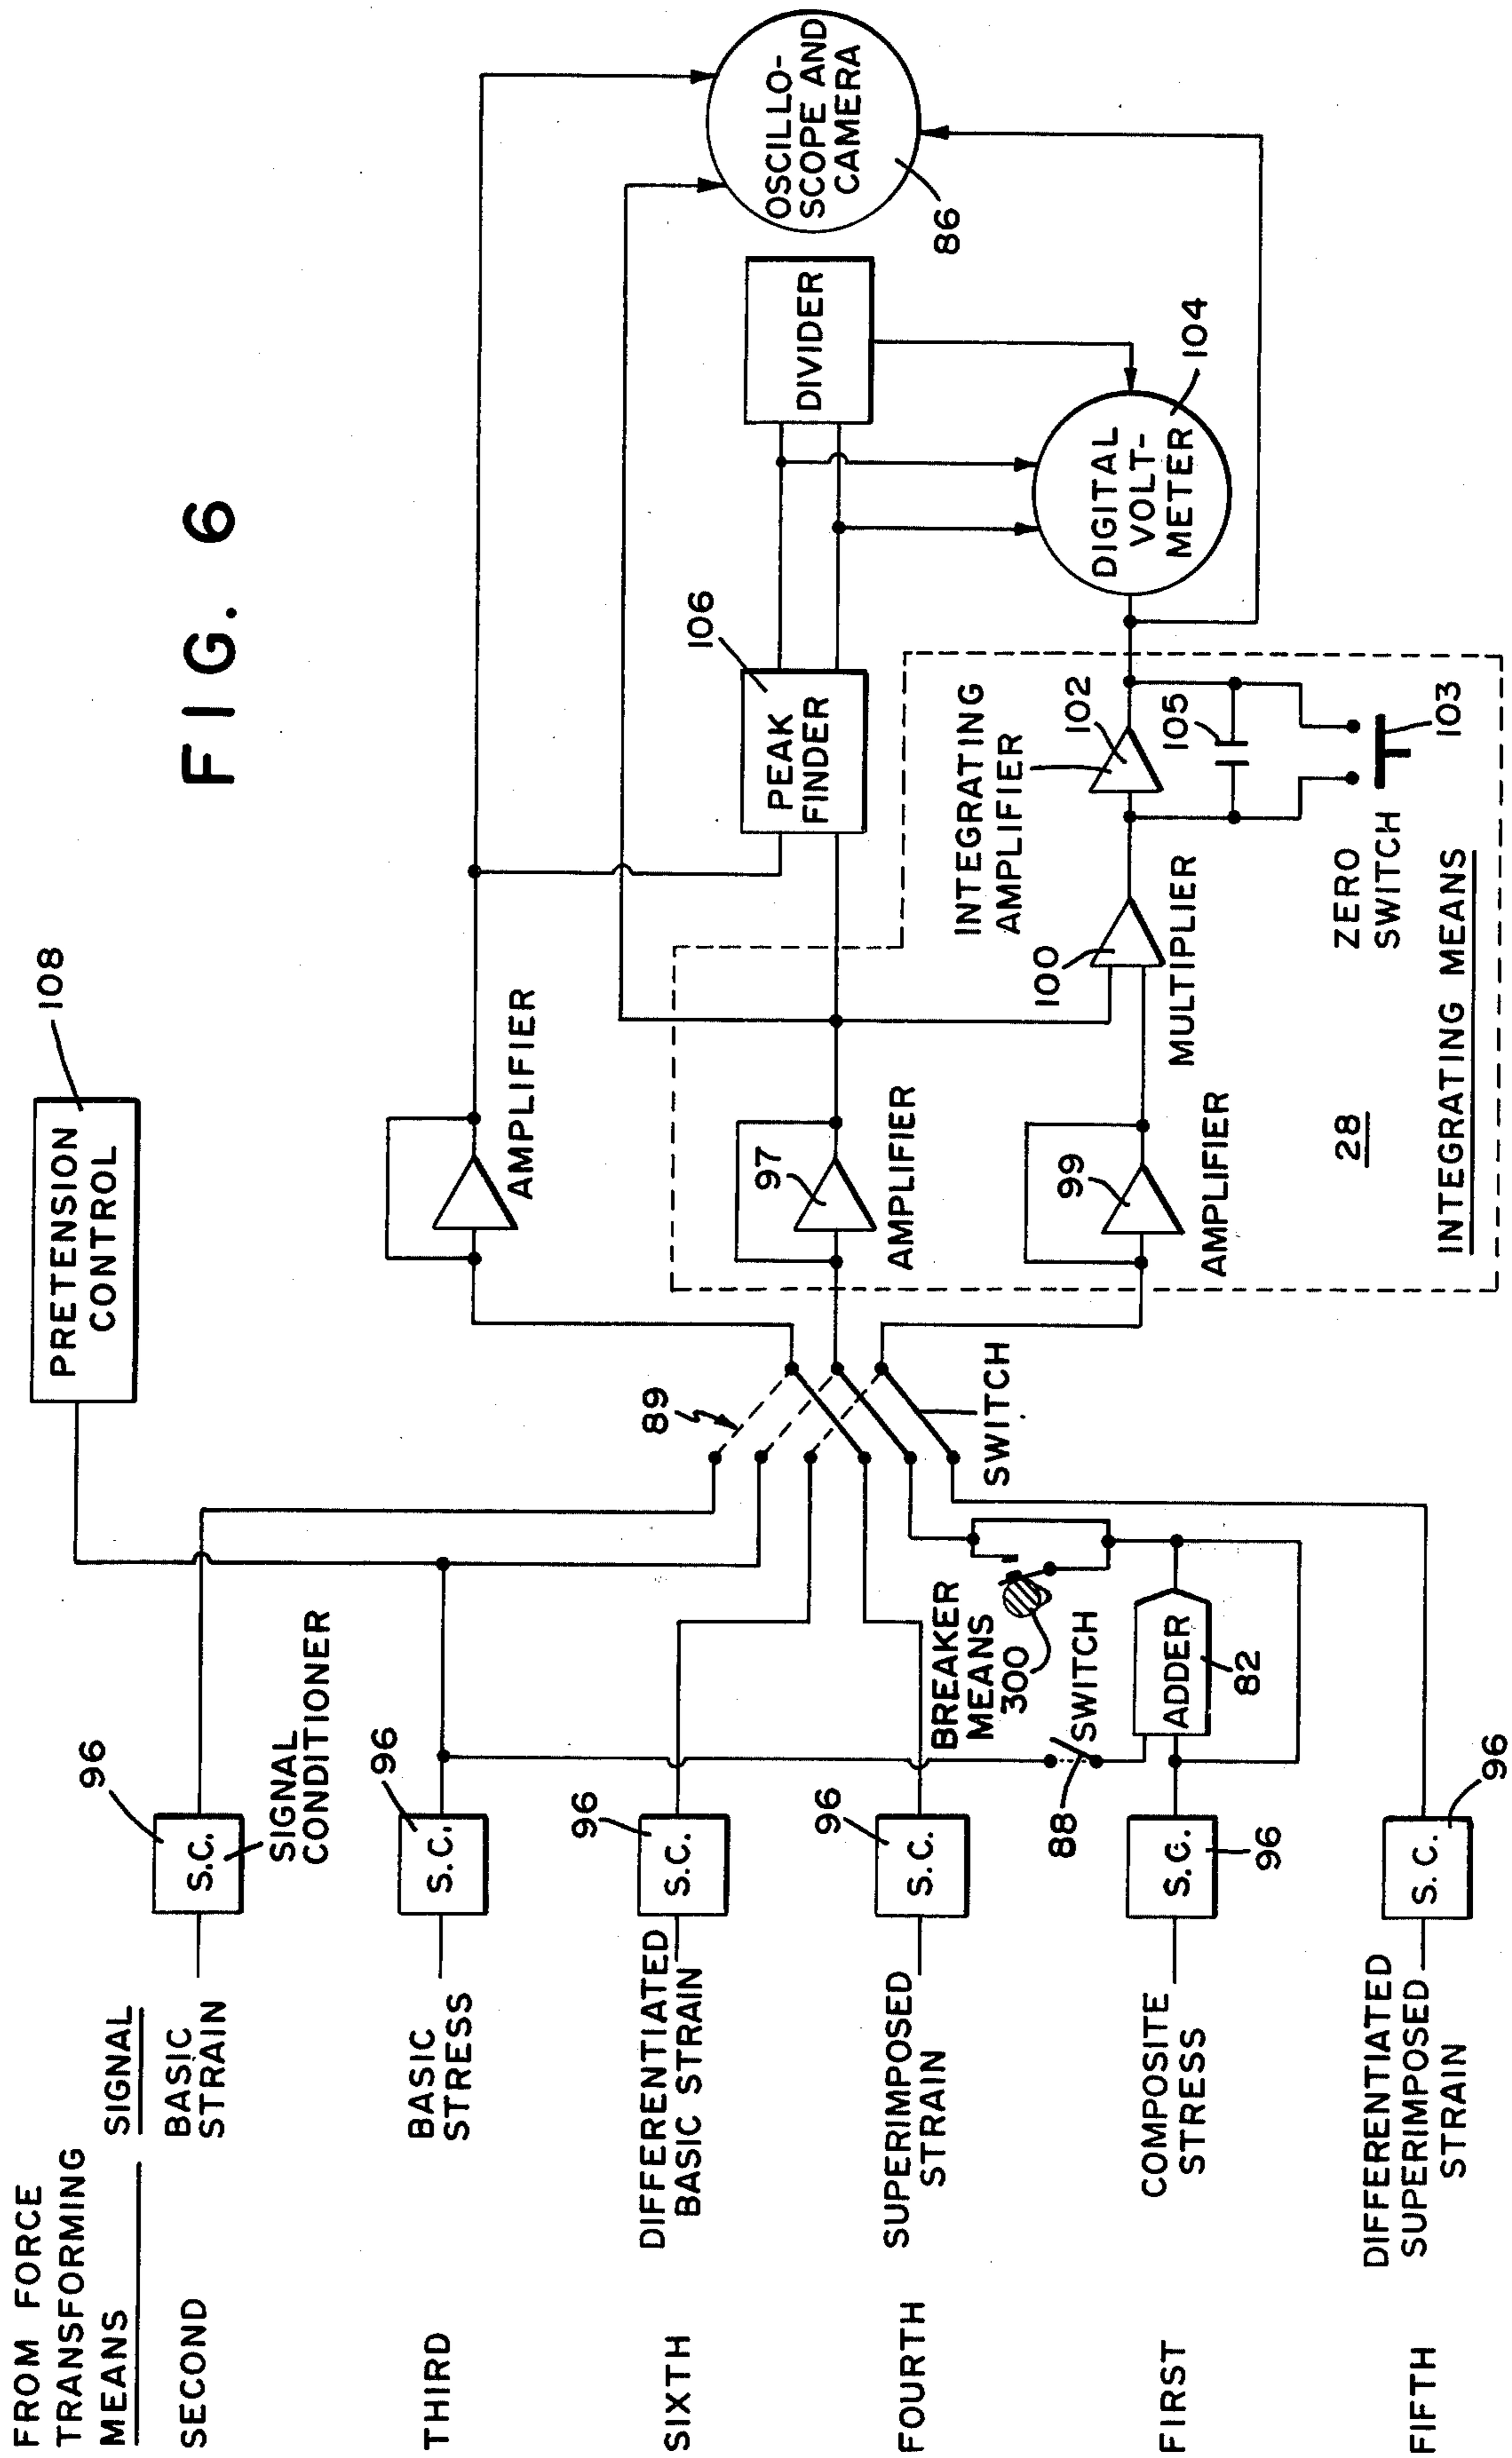 FIG. 6
FROM FORCE
TRANSFORMING
MEANS
SIGNAL
SECOND
BASIC
STRAIN
S.C.
96
SIGNAL
CONDITIONER
THIRD
BASIC
STRESS
S.C.
96
SIXTH
DIFFERENTIATED
BASIC STRAIN
S.C.
96
FOURTH
SUPERIMPOSED
STRAIN
S.C.
96
FIRST
COMPOSITE
STRESS
S.C.
96
FIFTH
DIFFERENTIATED
SUPERIMPOSED
STRAIN
S.C.
96
88
SWITCH
ADDER
82
BREAKER
MEANS
300
PRETENSION
CONTROL
108
89
SWITCH
AMPLIFIER
97
AMPLIFIER
99
AMPLIFIER
100
MULTIPLIER
INTEGRATING
AMPLIFIER
102
105
103
ZERO
SWITCH
28
INTEGRATING MEANS
PEAK
FINDER
106
DIVIDER
DIGITAL
VOLT-
METER
104
OSCILLO-
SCOPE AND
CAMERA
86